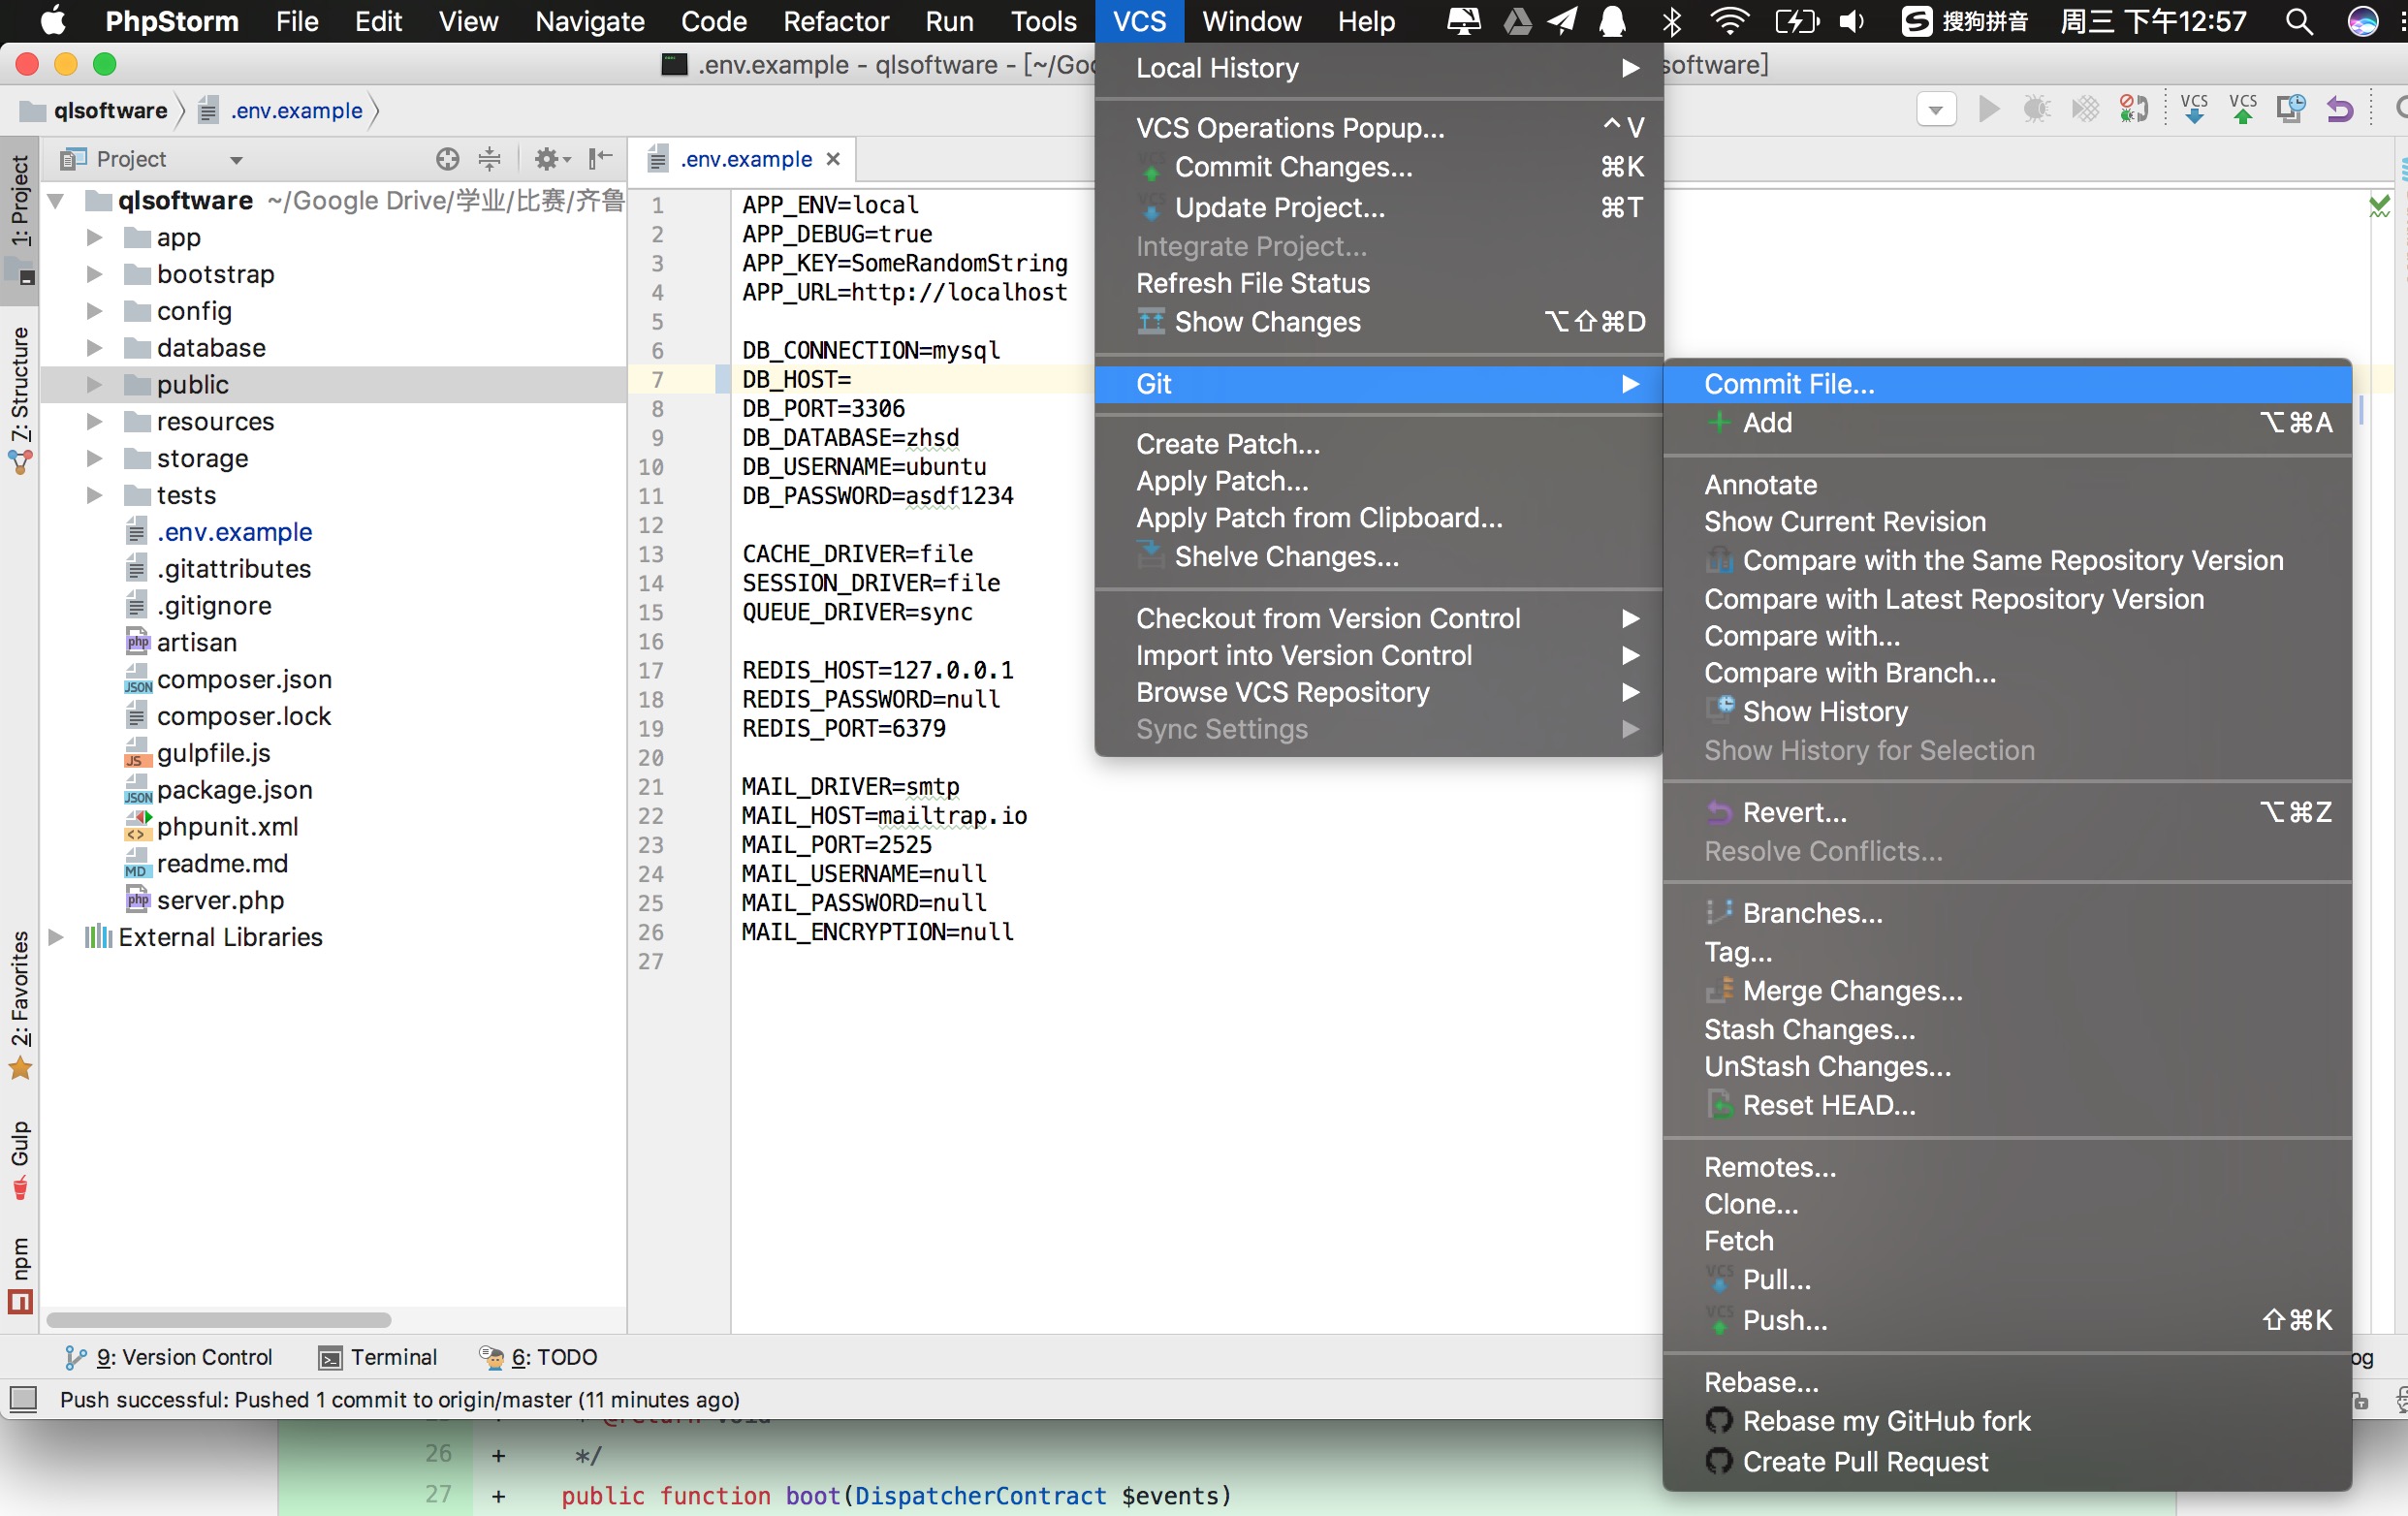 PhpStorm File Edit View Navigate Code Refactor Run Tools VCS Window Help 搜狗拼音 周三 下午12:57
.env.example - qlsoftware - [~/Goo
software]
qlsoftware .env.example
VCS VCS
Project
.env.example
1: Project
7: Structure
2: Favorites
Gulp
npm
qlsoftware ~/Google Drive/学业/比赛/齐鲁
app
bootstrap
config
database
public
resources
storage
tests
.env.example
.gitattributes
.gitignore
artisan
composer.json
composer.lock
gulpfile.js
package.json
phpunit.xml
readme.md
server.php
External Libraries
1 APP_ENV=local
2 APP_DEBUG=true
3 APP_KEY=SomeRandomString
4 APP_URL=http://localhost
5
6 DB_CONNECTION=mysql
7 DB_HOST=
8 DB_PORT=3306
9 DB_DATABASE=zhsd
10 DB_USERNAME=ubuntu
11 DB_PASSWORD=asdf1234
12
13 CACHE_DRIVER=file
14 SESSION_DRIVER=file
15 QUEUE_DRIVER=sync
16
17 REDIS_HOST=127.0.0.1
18 REDIS_PASSWORD=null
19 REDIS_PORT=6379
20
21 MAIL_DRIVER=smtp
22 MAIL_HOST=mailtrap.io
23 MAIL_PORT=2525
24 MAIL_USERNAME=null
25 MAIL_PASSWORD=null
26 MAIL_ENCRYPTION=null
27
Local History
VCS Operations Popup... ^V
Commit Changes... ⌘K
Update Project... ⌘T
Integrate Project...
Refresh File Status
Show Changes ⌥⇧⌘D
Git
Create Patch...
Apply Patch...
Apply Patch from Clipboard...
Shelve Changes...
Checkout from Version Control
Import into Version Control
Browse VCS Repository
Sync Settings
Commit File...
Add ⌥⌘A
Annotate
Show Current Revision
Compare with the Same Repository Version
Compare with Latest Repository Version
Compare with...
Compare with Branch...
Show History
Show History for Selection
Revert... ⌥⌘Z
Resolve Conflicts...
Branches...
Tag...
Merge Changes...
Stash Changes...
UnStash Changes...
Reset HEAD...
Remotes...
Clone...
Fetch
Pull...
Push... ⇧⌘K
Rebase...
Rebase my GitHub fork
Create Pull Request
9: Version Control Terminal 6: TODO
og
Push successful: Pushed 1 commit to origin/master (11 minutes ago)
26 + */
27 + public function boot(DispatcherContract $events)